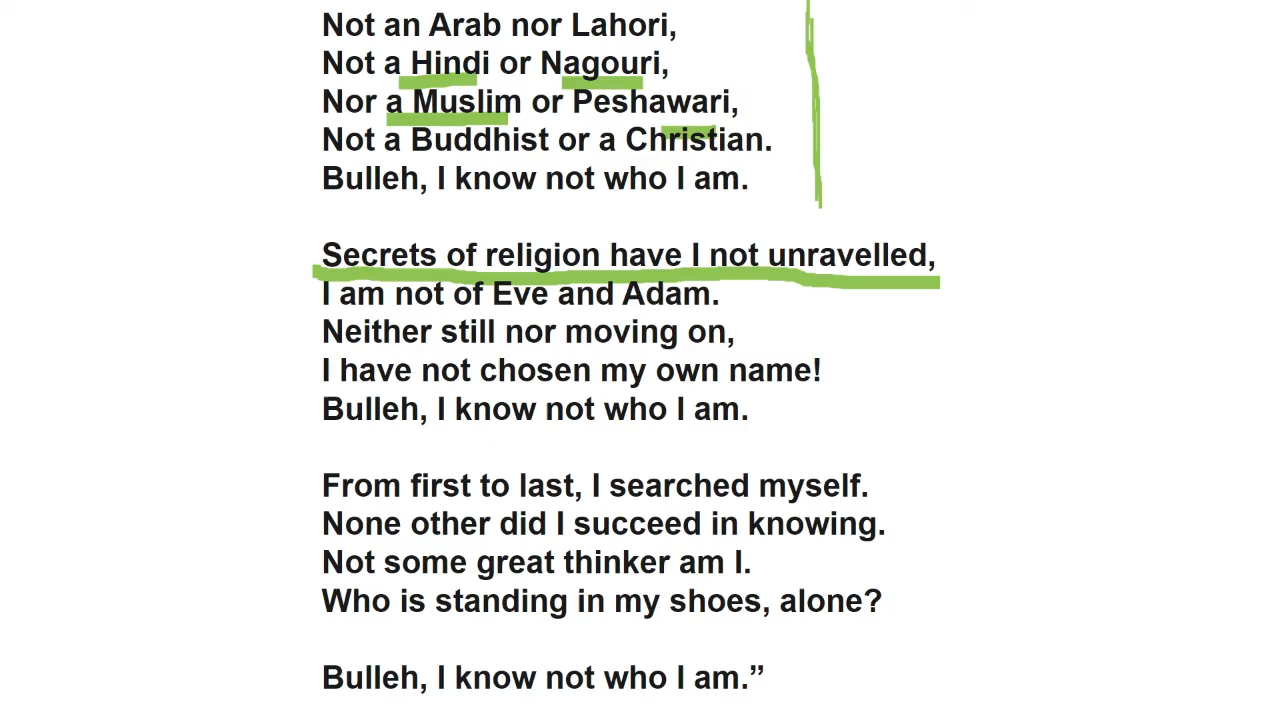 Not an Arab nor Lahori,
Not a Hindi or Nagouri,
Nor a Muslim or Peshawari,
Not a Buddhist or a Christian.
Bulleh, I know not who I am.
Secrets of religion have I not unravelled,
I am not of Eve and Adam.
Neither still nor moving on,
I have not chosen my own name!
Bulleh, I know not who I am.
From first to last, I searched myself.
None other did I succeed in knowing.
Not some great thinker am I.
Who is standing in my shoes, alone?
Bulleh, I know not who I am.”